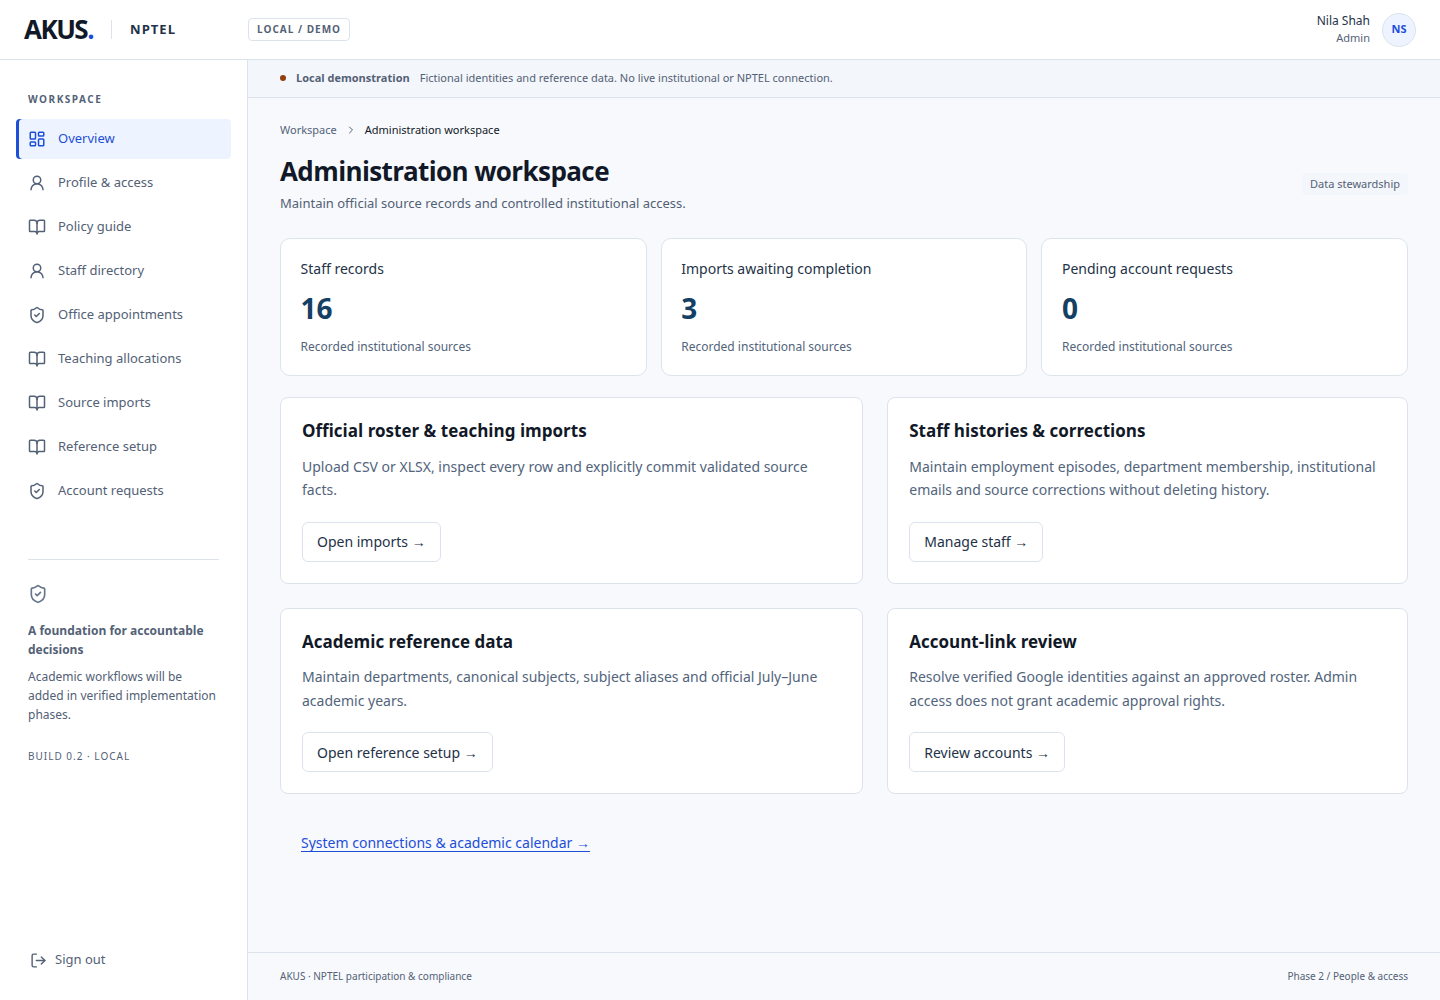 AKUS.
NPTEL
LOCAL / DEMO
Nila Shah
Admin
NS
WORKSPACE
Overview
Profile & access
Policy guide
Staff directory
Office appointments
Teaching allocations
Source imports
Reference setup
Account requests
A foundation for accountable
decisions
Academic workflows will be
added in verified implementation
phases.
BUILD 0.2 · LOCAL
Sign out
Local demonstration Fictional identities and reference data. No live institutional or NPTEL connection.
Workspace > Administration workspace
Administration workspace
Maintain official source records and controlled institutional access.
Data stewardship
Staff records
16
Recorded institutional sources
Imports awaiting completion
3
Recorded institutional sources
Pending account requests
0
Recorded institutional sources
Official roster & teaching imports
Upload CSV or XLSX, inspect every row and explicitly commit validated source
facts.
Open imports →
Staff histories & corrections
Maintain employment episodes, department membership, institutional
emails and source corrections without deleting history.
Manage staff →
Academic reference data
Maintain departments, canonical subjects, subject aliases and official July–June
academic years.
Open reference setup →
Account-link review
Resolve verified Google identities against an approved roster. Admin
access does not grant academic approval rights.
Review accounts →
System connections & academic calendar →
AKUS · NPTEL participation & compliance
Phase 2 / People & access